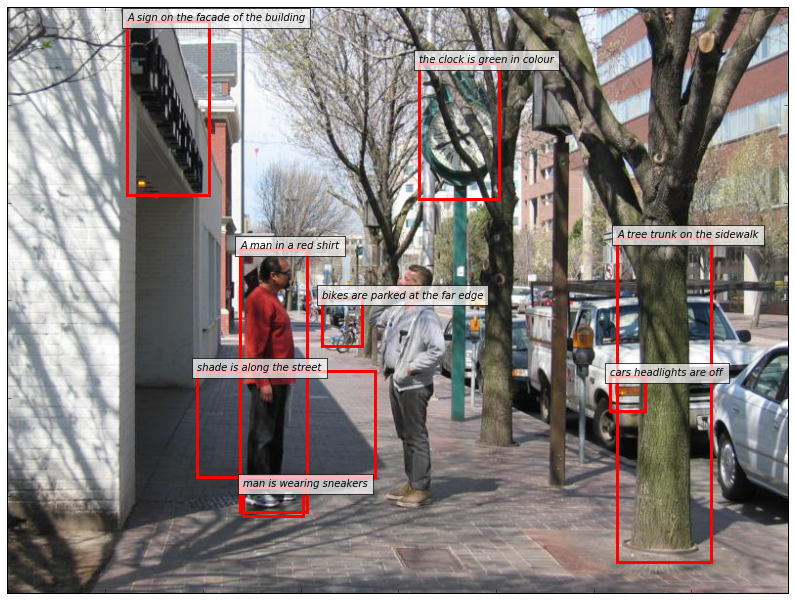 A sign on the facade of the building
the clock is green in colour
A tree trunk on the sidewalk
A man in a red shirt
bikes are parked at the far edge
shade is along the street
cars headlights are off
man is wearing sneakers